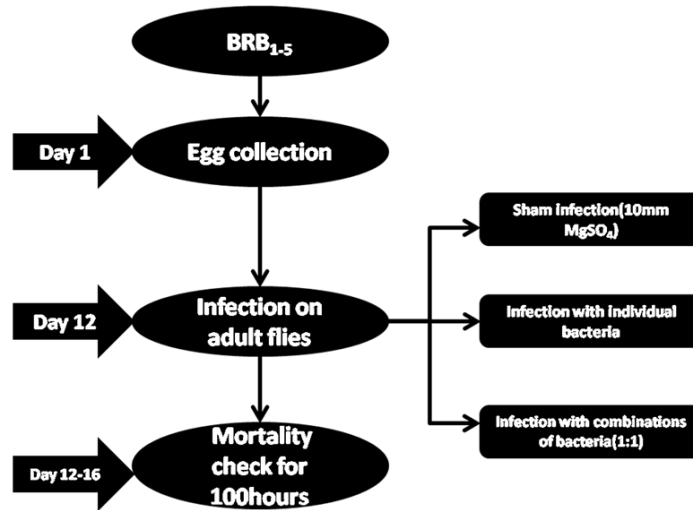 BRB₁₋₅
Day 1
Egg collection
Sham infection(10mm
MgSO₄)
Day 12
Infection on
adult flies
Infection with individual
bacteria
Infection with combinations
of bacteria(1:1)
Day 12-16
Mortality
check for
100hours